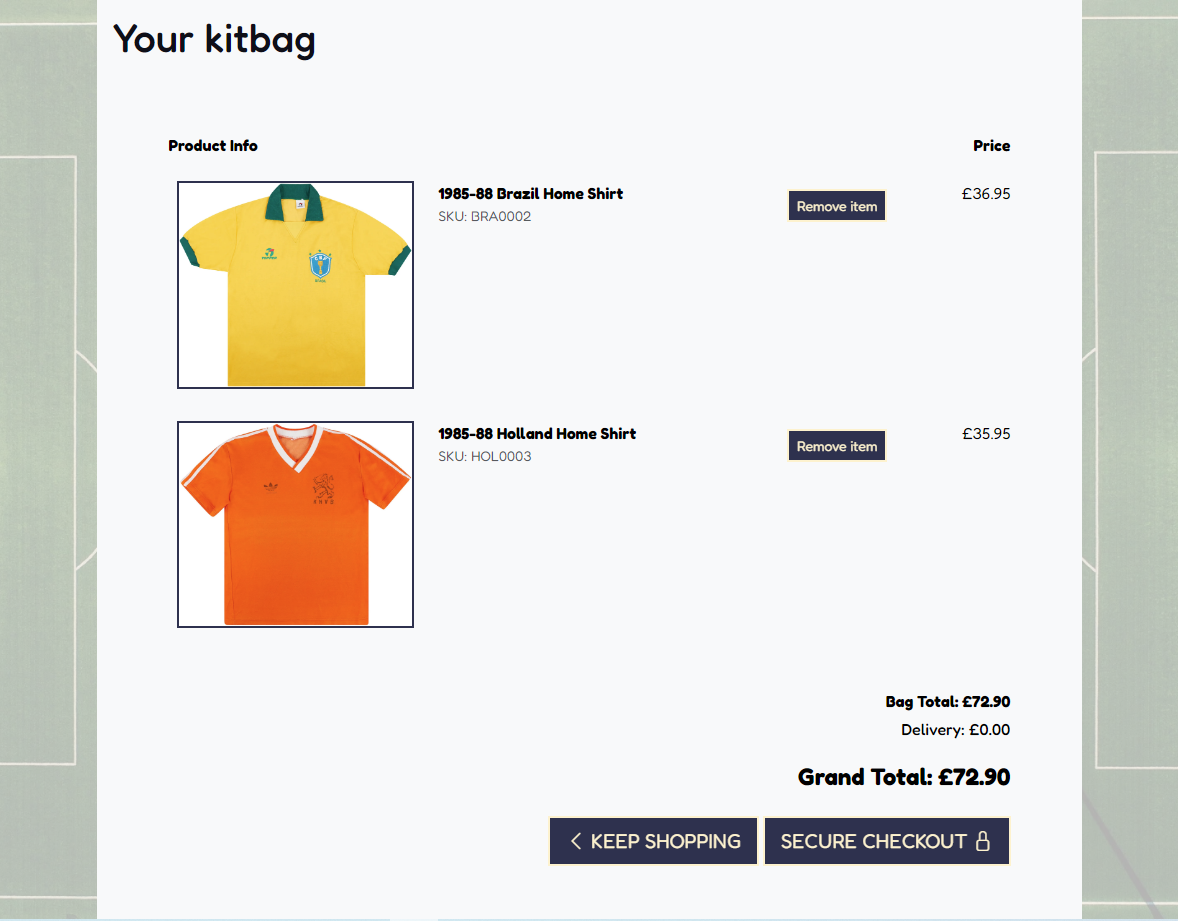 Your kitbag
Product Info
Price
1985-88 Brazil Home Shirt
SKU: BRA0002
Remove item
£36.95
1985-88 Holland Home Shirt
SKU: HOL0003
Remove item
£35.95
Bag Total: £72.90
Delivery: £0.00
Grand Total: £72.90
KEEP SHOPPING
SECURE CHECKOUT